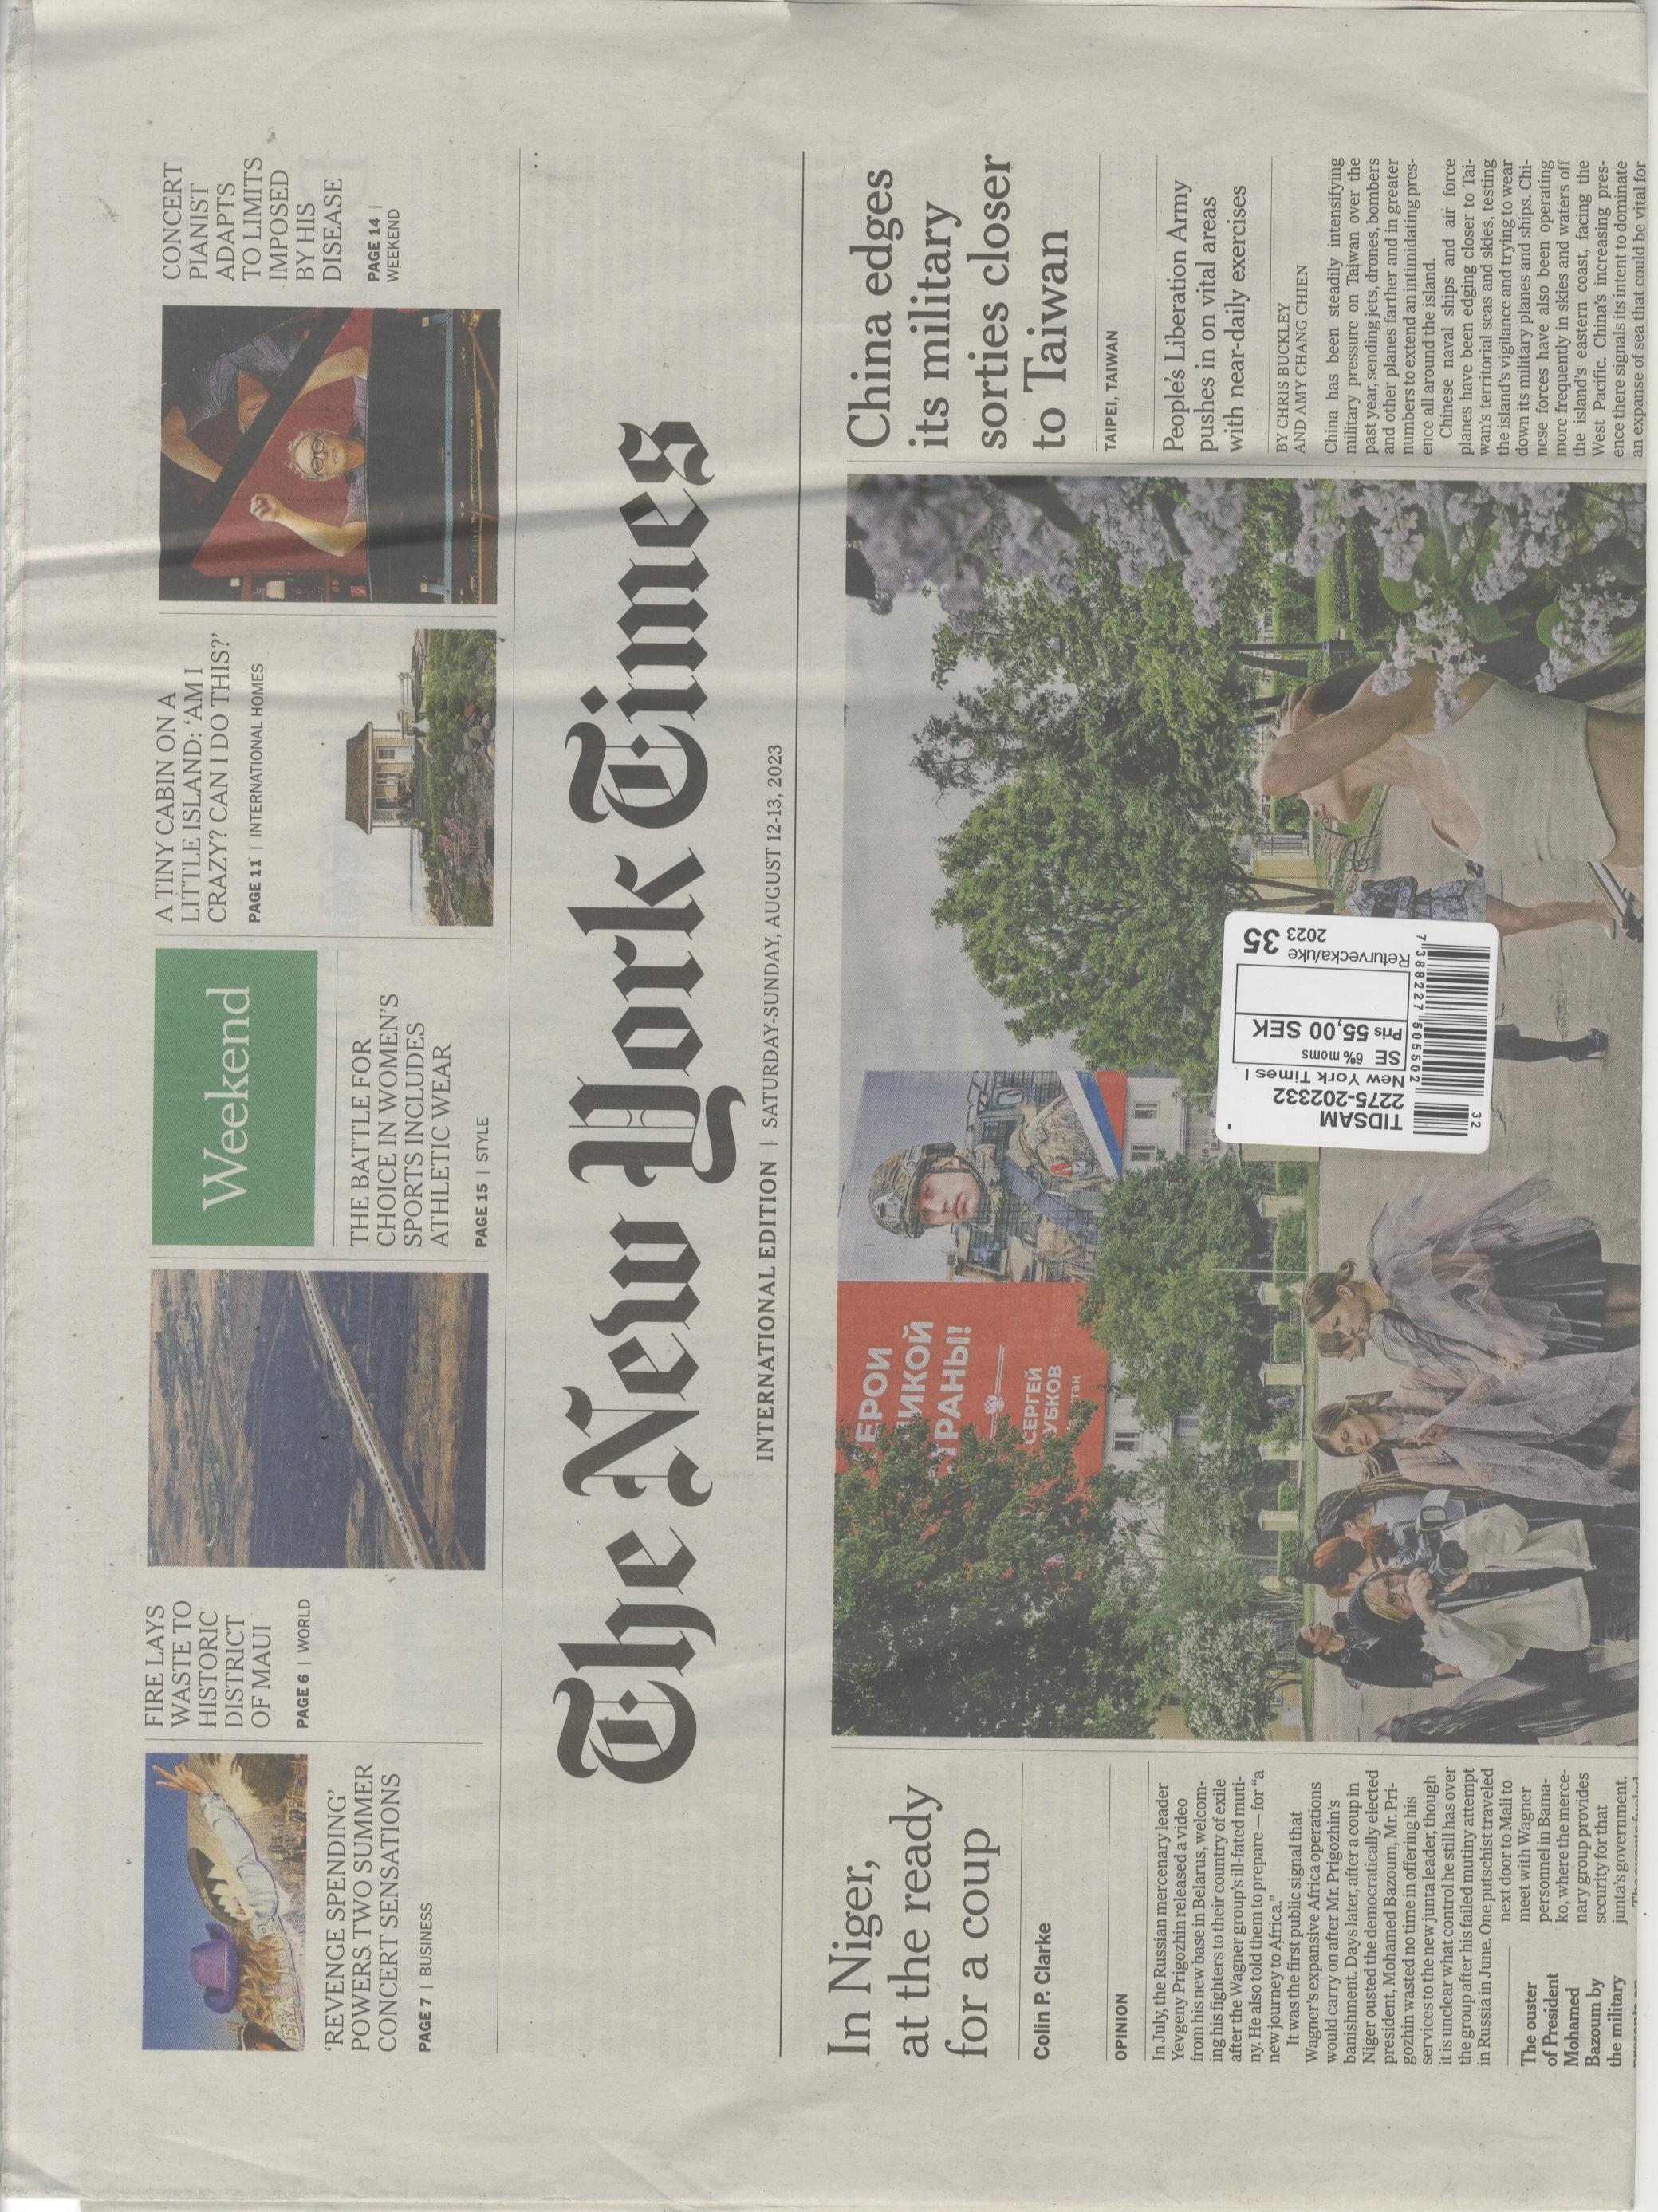 'REVENGE SPENDING'
POWERS TWO SUMMER
CONCERT SENSATIONS
PAGE 7 | BUSINESS
FIRE LAYS
WASTE TO
HISTORIC
DISTRICT
OF MAUI
PAGE 6 | WORLD
Weekend
THE BATTLE FOR
CHOICE IN WOMEN'S
SPORTS INCLUDES
ATHLETIC WEAR
PAGE 15 | STYLE
A TINY CABIN ON A
LITTLE ISLAND: 'AM I
CRAZY? CAN I DO THIS?'
PAGE 11 | INTERNATIONAL HOMES
CONCERT
PIANIST
ADAPTS
TO LIMITS
IMPOSED
BY HIS
DISEASE
PAGE 14 |
WEEKEND
The New York Times
INTERNATIONAL EDITION | SATURDAY-SUNDAY, AUGUST 12-13, 2023
In Niger,
at the ready
for a coup
Colin P. Clarke
OPINION
In July, the Russian mercenary leader
Yevgeny Prigozhin released a video
from his new base in Belarus, welcom-
ing his fighters to their country of exile
after the Wagner group's ill-fated muti-
ny. He also told them to prepare — for "a
new journey to Africa."
It was the first public signal that
Wagner's expansive Africa operations
would carry on after Mr. Prigozhin's
banishment. Days later, after a coup in
Niger ousted the democratically elected
president, Mohamed Bazoum, Mr. Pri-
gozhin wasted no time in offering his
services to the new junta leader, though
it is unclear what control he still has over
the group after his failed mutiny attempt
in Russia in June. One putschist traveled
next door to Mali to
meet with Wagner
personnel in Bama-
ko, where the merce-
nary group provides
security for that
junta's government.
The ouster
of President
Mohamed
Bazoum by
the military
ЕРОИ
ИКОЙ
РАНЫ!
СЕРГЕЙ
УБКОВ
тан
TIDSAM
2275-202332
New York Times I
SE 6% moms
Pris 55,00 SEK
Returvecka/uke
2023 35
7 388227 506602
32
China edges
its military
sorties closer
to Taiwan
TAIPEI, TAIWAN
People's Liberation Army
pushes in on vital areas
with near-daily exercises
BY CHRIS BUCKLEY
AND AMY CHANG CHIEN
China has been steadily intensifying
military pressure on Taiwan over the
past year, sending jets, drones, bombers
and other planes farther and in greater
numbers to extend an intimidating pres-
ence all around the island.
Chinese naval ships and air force
planes have been edging closer to Tai-
wan's territorial seas and skies, testing
the island's vigilance and trying to wear
down its military planes and ships. Chi-
nese forces have also been operating
more frequently in skies and waters off
the island's eastern coast, facing the
West Pacific. China's increasing pres-
ence there signals its intent to dominate
an expanse of sea that could be vital for